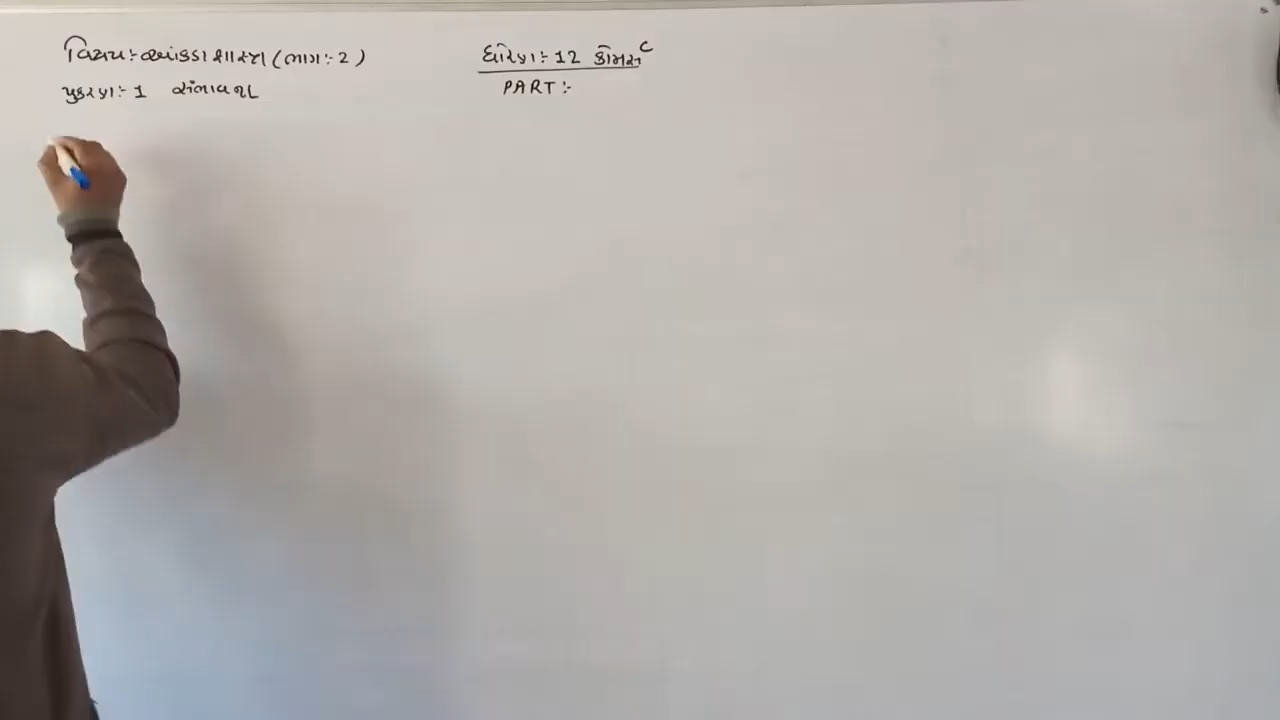 વિષય:- આંકડાશાસ્ત્ર (ભાગ:- 2)
ધોરણ:- 12 કોમર્સ
પ્રકરણ:- 1 સંભાવના
PART :-